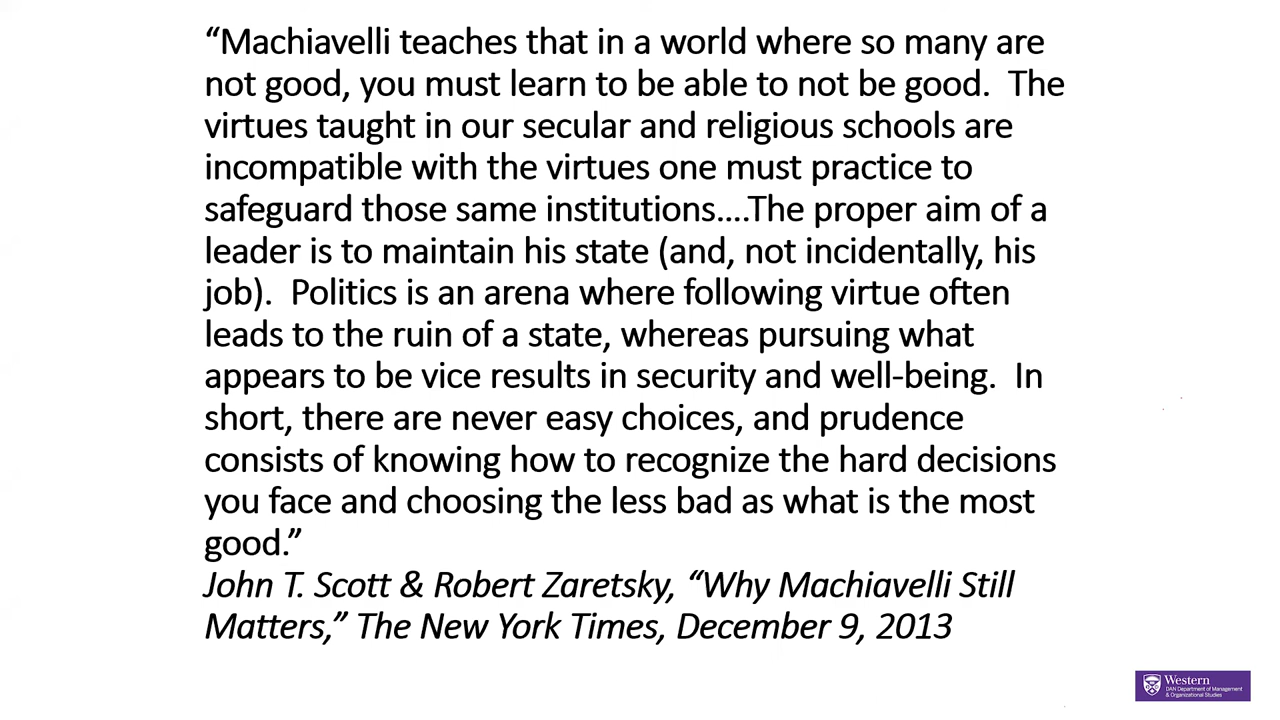 “Machiavelli teaches that in a world where so many are
not good, you must learn to be able to not be good.  The
virtues taught in our secular and religious schools are
incompatible with the virtues one must practice to
safeguard those same institutions....The proper aim of a
leader is to maintain his state (and, not incidentally, his
job).  Politics is an arena where following virtue often
leads to the ruin of a state, whereas pursuing what
appears to be vice results in security and well-being.  In
short, there are never easy choices, and prudence
consists of knowing how to recognize the hard decisions
you face and choosing the less bad as what is the most
good.”
John T. Scott & Robert Zaretsky, “Why Machiavelli Still
Matters,” The New York Times, December 9, 2013
Western
DAN Department of Management
& Organizational Studies